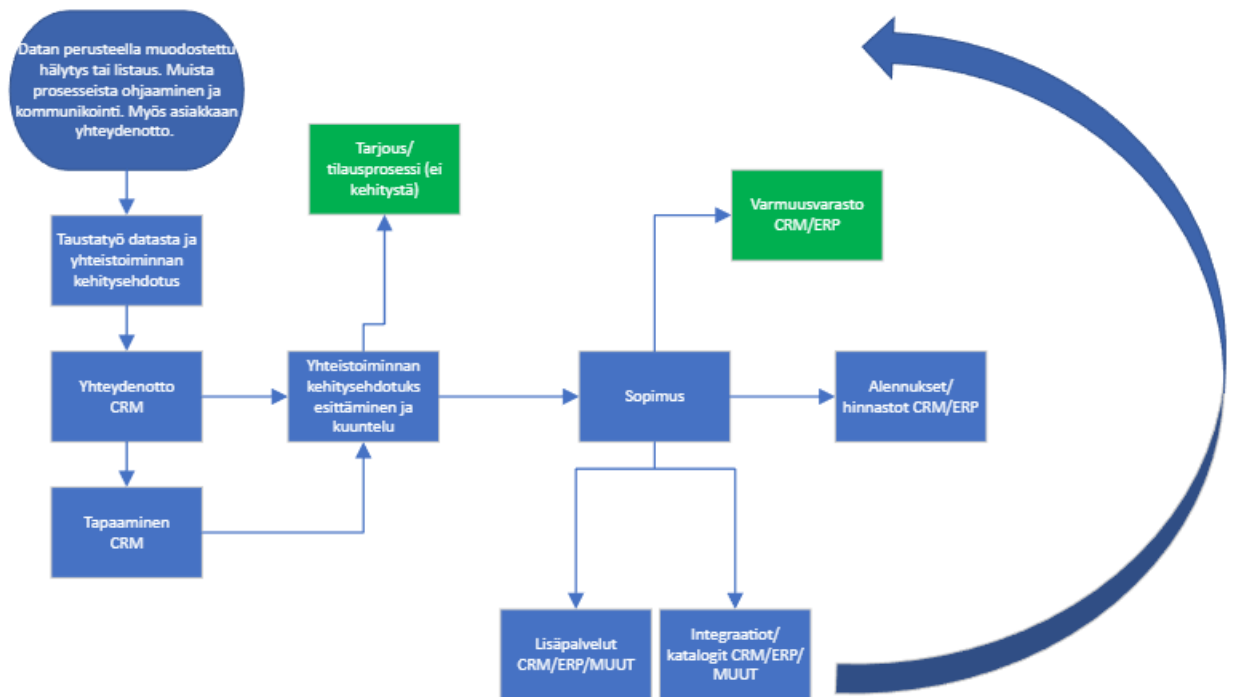 Datan perusteella muodostettu
hälytys tai listaus. Muista
prosesseista ohjaaminen ja
kommunikointi. Myös asiakkaan
yhteydenotto.
Tarjous/
tilausprosessi (ei
kehitystä)
Varmuusvarasto
CRM/ERP
Taustatyö datasta ja
yhteistoiminnan
kehitysehdotus
Yhteydenotto
CRM
Yhteistoiminnan
kehitysehdotuks
esittäminen ja
kuuntelu
Sopimus
Alennukset/
hinnastot CRM/ERP
Tapaaminen
CRM
Lisäpalvelut
CRM/ERP/MUUT
Integraatiot/
katalogit CRM/ERP/
MUUT